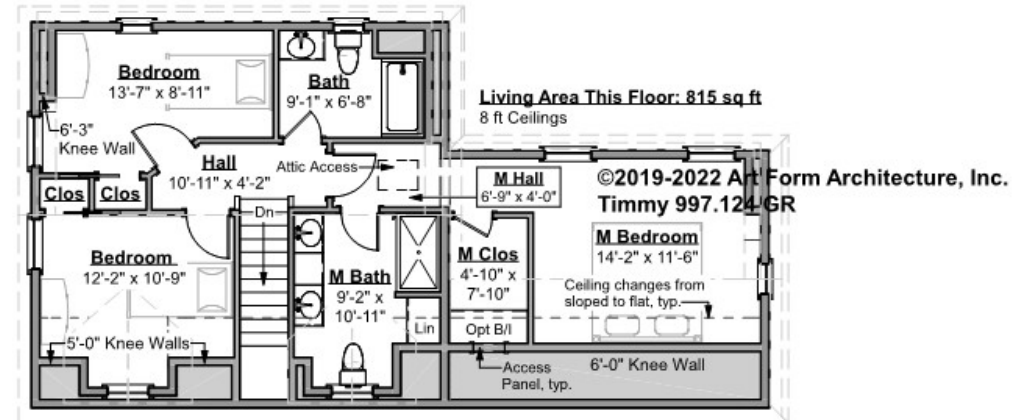 Bedroom
13'-7" x 8'-11"
Bath
9'-1" x 6'-8"
Living Area This Floor: 815 sq ft
8 ft Ceilings
6'-3"
Knee Wall
Hall
10'-11" x 4'-2"
Attic Access
M Hall
6'-9" x 4'-0"
©2019-2022 Art Form Architecture, Inc.
Timmy 997.124 GR
Clos
Clos
Dn
Bedroom
12'-2" x 10'-9"
M Bath
9'-2" x
10'-11"
M Clos
4'-10" x
7'-10"
M Bedroom
14'-2" x 11'-6"
Ceiling changes from
sloped to flat, typ.
5'-0" Knee Walls
Lin
Opt B/I
Access
Panel, typ.
6'-0" Knee Wall